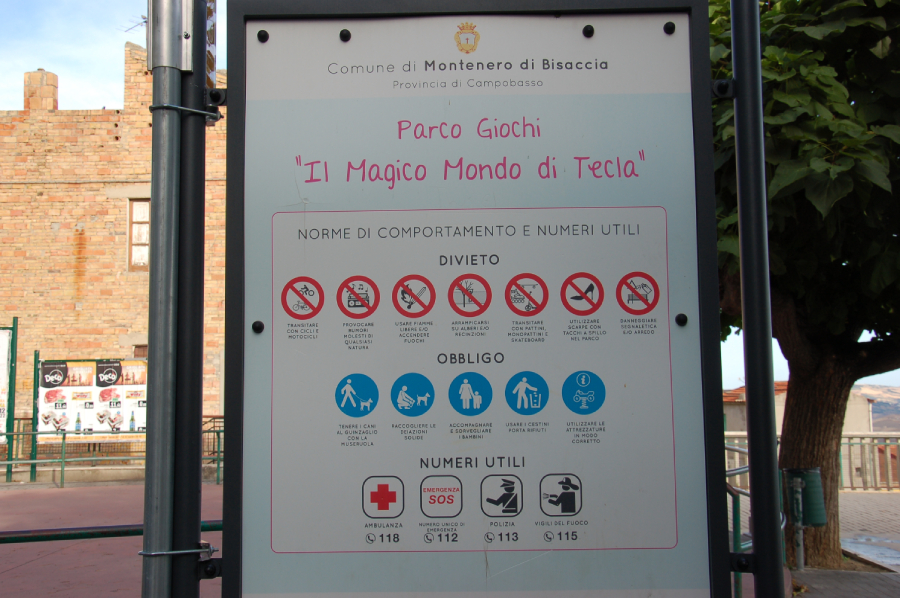 Comune di Montenero di Bisaccia
Provincia di Campobasso
Parco Giochi
"Il Magico Mondo di Tecla"
NORME DI COMPORTAMENTO E NUMERI UTILI
DIVIETO
TRANSITARE
CON CICLI E
MOTOCICLI
PROVOCARE
RUMORI
MOLESTI DI
QUALSIASI
NATURA
USARE FIAMME
LIBERE E/O
ACCENDERE
FUOCHI
ARRAMPICARSI
SU ALBERI E/O
RECINZIONI
TRANSITARE
CON PATTINI,
MONOPATTINI E
SKATEBOARD
UTILIZZARE
SCARPE CON
TACCHI A SPILLO
NEL PARCO
DANNEGGIARE
SEGNALETICA
E/O ARREDO
OBBLIGO
TENERE I CANI
AL GUINZAGLIO
CON LA
MUSERUOLA
RACCOGLIERE LE
DEIAZIONI
SOLIDE
ACCOMPAGNARE
E SORVEGLIARE
I BAMBINI
USARE I CESTINI
PORTA RIFIUTI
UTILIZZARE LE
ATTREZZATURE
IN MODO
CORRETTO
NUMERI UTILI
AMBULANZA
118
EMERGENZA
SOS
NUMERO UNICO DI
EMERGENZA
112
POLIZIA
113
VIGILI DEL FUOCO
115
Decò
Decò